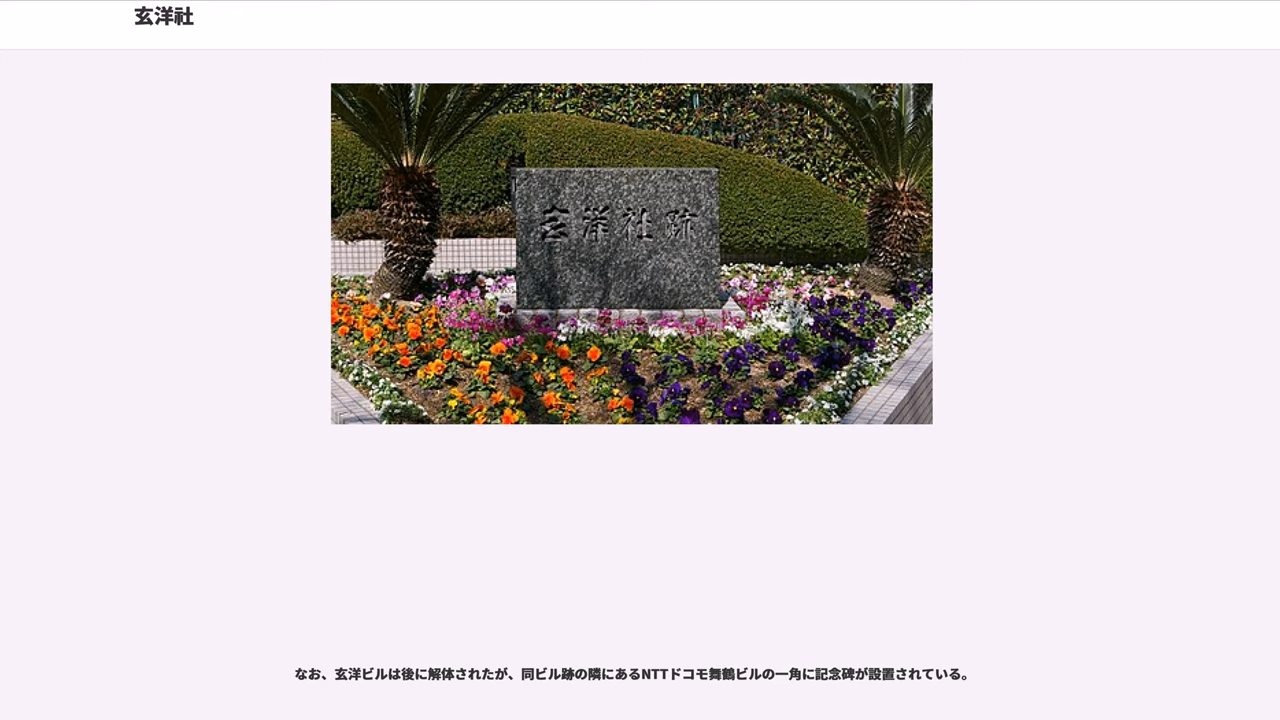 玄洋社
玄洋社跡
なお、玄洋ビルは後に解体されたが、同ビル跡の隣にあるNTTドコモ舞鶴ビルの一角に記念碑が設置されている。